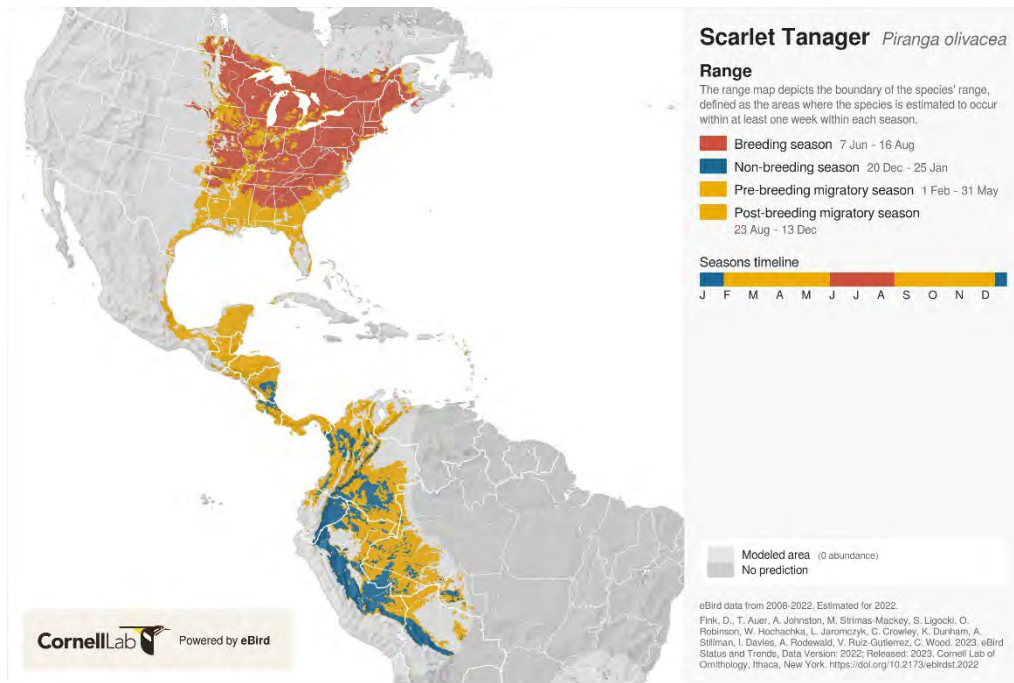 Scarlet Tanager Piranga olivacea
Range
The range map depicts the boundary of the species' range,
defined as the areas where the species is estimated to occur
within at least one week within each season.
Breeding season 7 Jun - 16 Aug
Non-breeding season 20 Dec - 25 Jan
Pre-breeding migratory season 1 Feb - 31 May
Post-breeding migratory season
23 Aug - 13 Dec
Seasons timeline
J F M A M J J A S O N D
Modeled area (0 abundance)
No prediction
eBird data from 2008-2022. Estimated for 2022.
Fink, D., T. Auer, A. Johnston, M. Strimas-Mackey, S. Ligocki, O.
Robinson, W. Hochachka, L. Jaromczyk, C. Crowley, K. Dunham, A.
Stillman, I. Davies, A. Rodewald, V. Ruiz-Gutierrez, C. Wood. 2023. eBird
Status and Trends, Data Version: 2022; Released: 2023. Cornell Lab of
Ornithology, Ithaca, New York. https://doi.org/10.2173/ebirdst.2022
CornellLab Powered by eBird